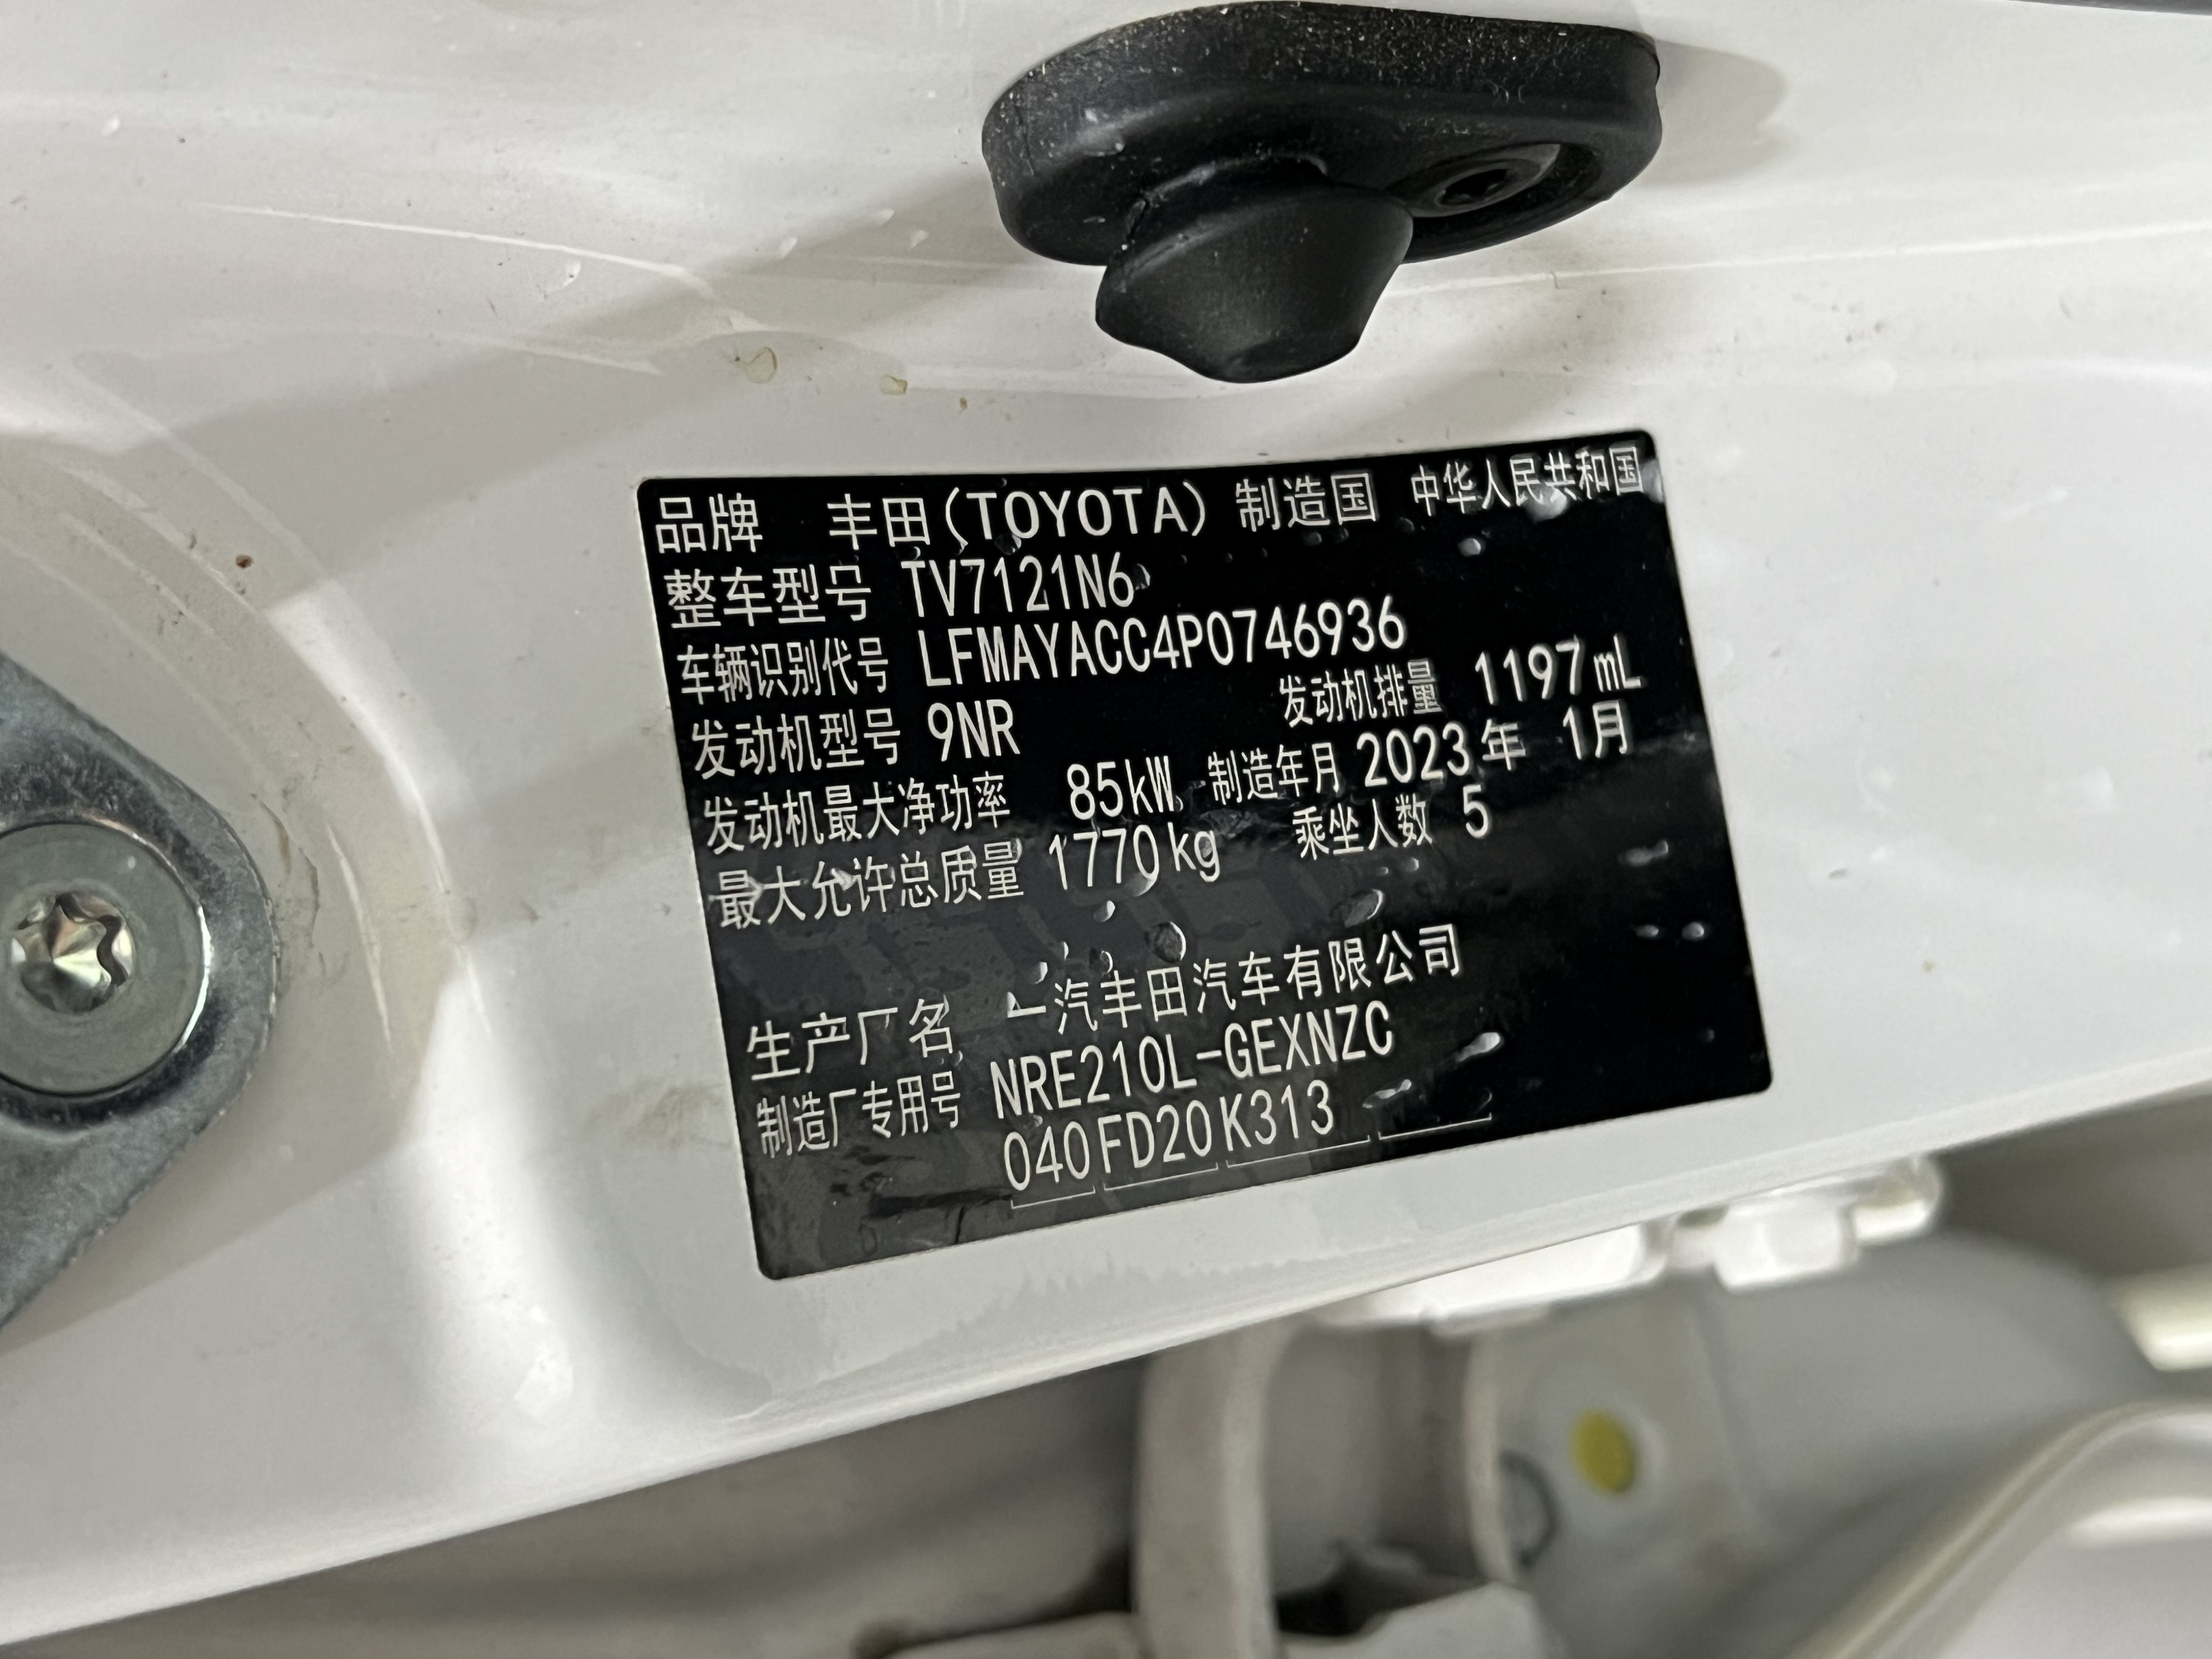 品牌 丰田(TOYOTA) 制造国 中华人民共和国
整车型号 TV7121N6
车辆识别代号 LFMAYACC4P0746936
发动机型号 9NR 发动机排量 1197mL
发动机最大净功率 85kW 制造年月 2023年 1月
最大允许总质量 1770kg 乘坐人数 5
生产厂名 一汽丰田汽车有限公司
制造厂专用号 NRE210L-GEXNZC
040 FD20 K313